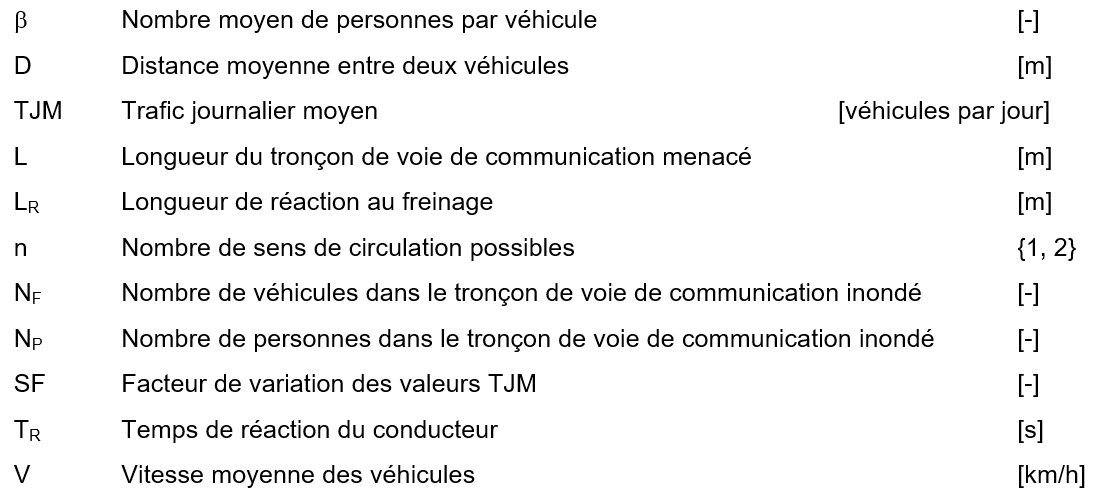 β Nombre moyen de personnes par véhicule [-]
D Distance moyenne entre deux véhicules [m]
TJM Trafic journalier moyen [véhicules par jour]
L Longueur du tronçon de voie de communication menacé [m]
L_R Longueur de réaction au freinage [m]
n Nombre de sens de circulation possibles {1, 2}
N_F Nombre de véhicules dans le tronçon de voie de communication inondé [-]
N_P Nombre de personnes dans le tronçon de voie de communication inondé [-]
SF Facteur de variation des valeurs TJM [-]
T_R Temps de réaction du conducteur [s]
V Vitesse moyenne des véhicules [km/h]